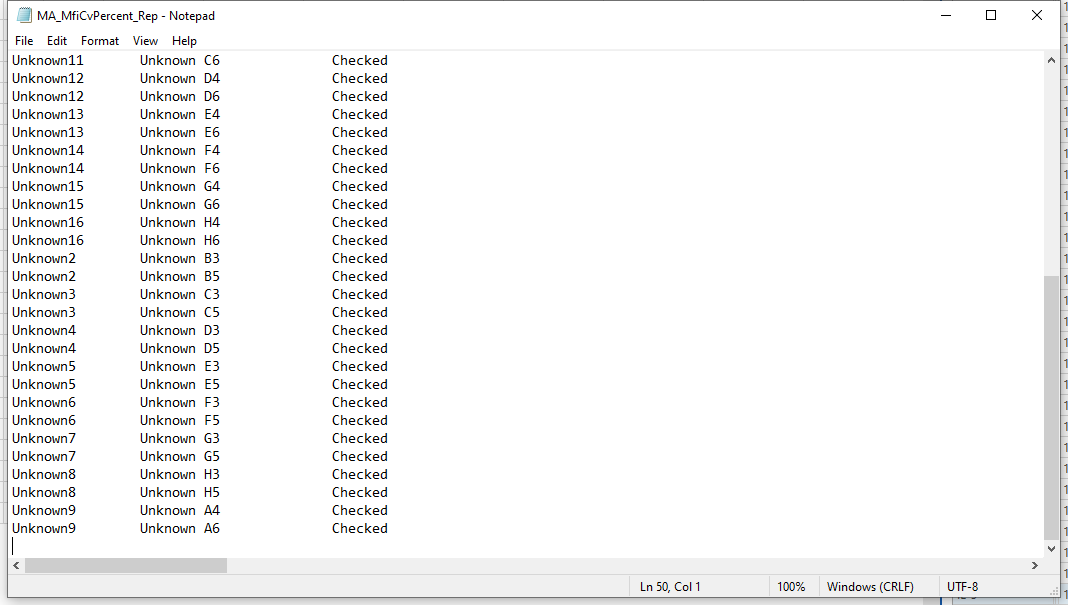 MA_MfiCvPercent_Rep - Notepad
File Edit Format View Help
Unknown11 Unknown C6 Checked
Unknown12 Unknown D4 Checked
Unknown12 Unknown D6 Checked
Unknown13 Unknown E4 Checked
Unknown13 Unknown E6 Checked
Unknown14 Unknown F4 Checked
Unknown14 Unknown F6 Checked
Unknown15 Unknown G4 Checked
Unknown15 Unknown G6 Checked
Unknown16 Unknown H4 Checked
Unknown16 Unknown H6 Checked
Unknown2 Unknown B3 Checked
Unknown2 Unknown B5 Checked
Unknown3 Unknown C3 Checked
Unknown3 Unknown C5 Checked
Unknown4 Unknown D3 Checked
Unknown4 Unknown D5 Checked
Unknown5 Unknown E3 Checked
Unknown5 Unknown E5 Checked
Unknown6 Unknown F3 Checked
Unknown6 Unknown F5 Checked
Unknown7 Unknown G3 Checked
Unknown7 Unknown G5 Checked
Unknown8 Unknown H3 Checked
Unknown8 Unknown H5 Checked
Unknown9 Unknown A4 Checked
Unknown9 Unknown A6 Checked
Ln 50, Col 1 100% Windows (CRLF) UTF-8